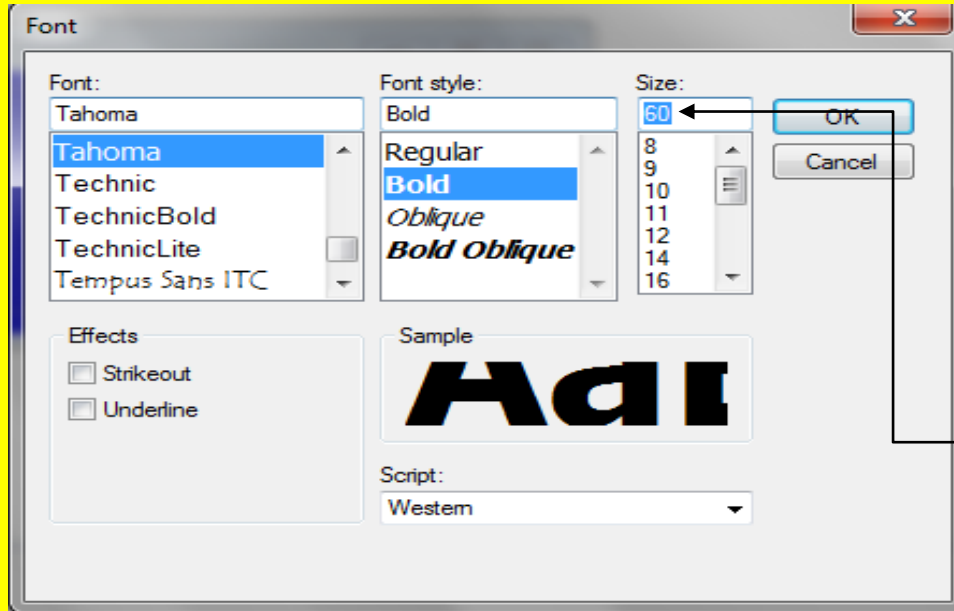 Font
Font:
Font style:
Size:
Tahoma
Bold
60
OK
Cancel
Tahoma
Technic
TechnicBold
TechnicLite
Tempus Sans ITC
Regular
Bold
Oblique
Bold Oblique
8
9
10
11
12
14
16
Effects
Strikeout
Underline
Sample
Script:
Western